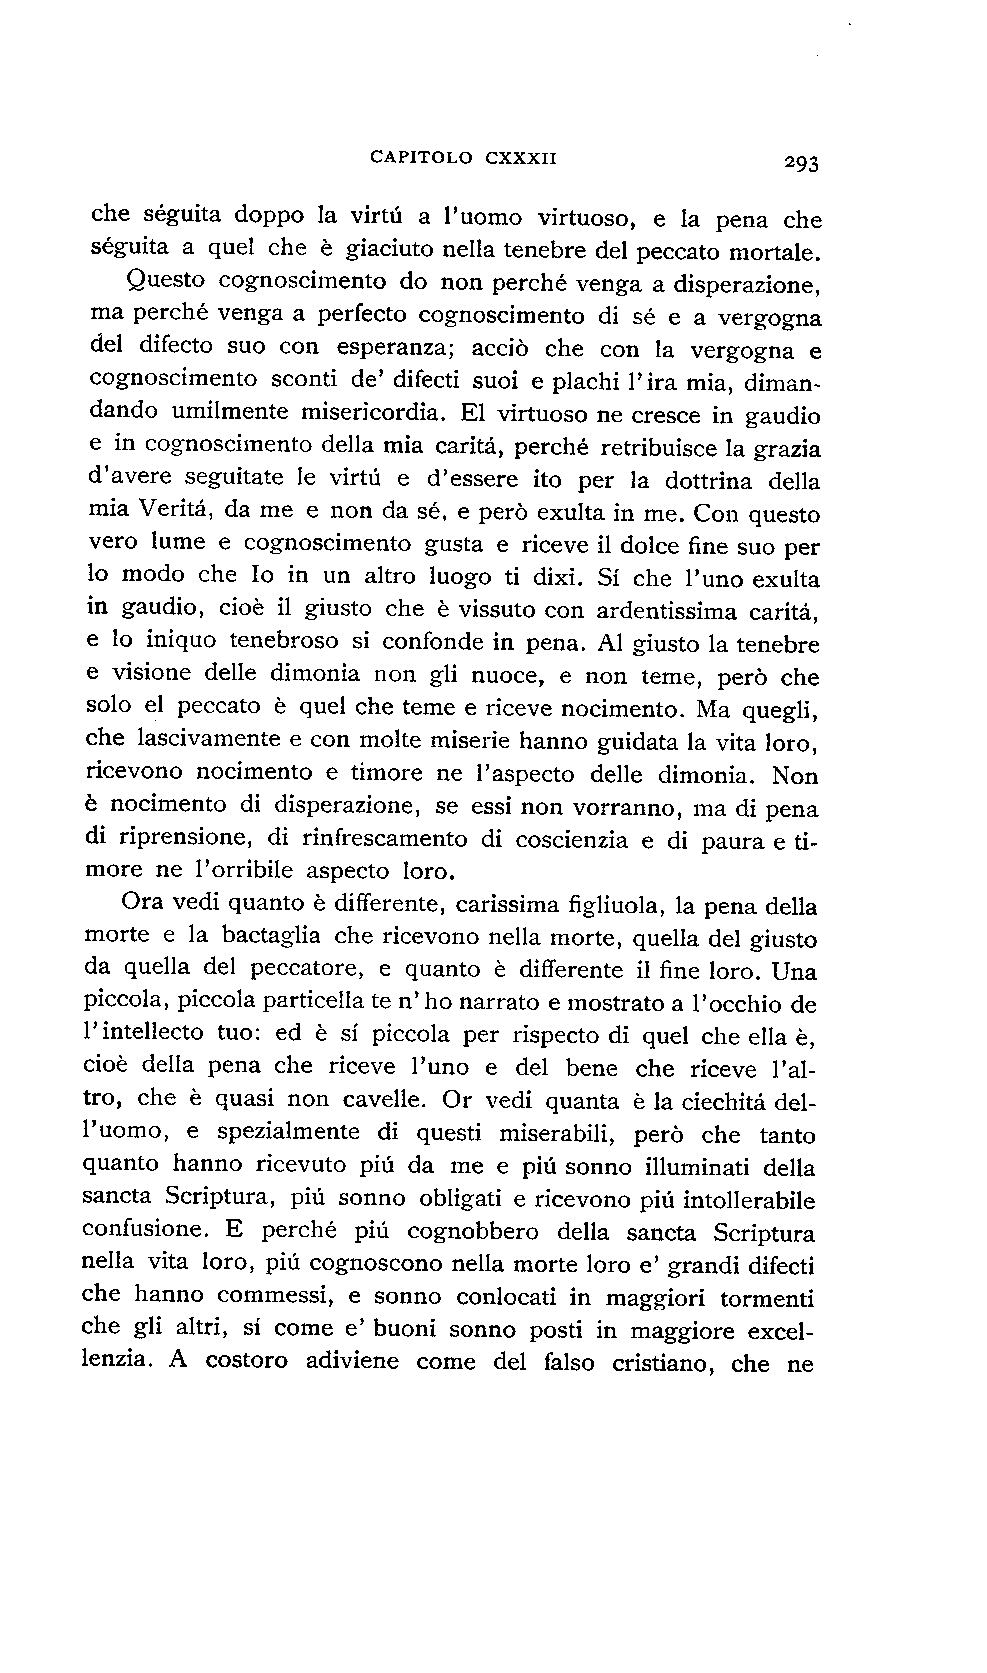 CAPITOLO CXXXII 293
che séguita doppo la virtú a l'uomo virtuoso, e la pena che
séguita a quel che è giaciuto nella tenebre del peccato mortale.
Questo cognoscimento do non perché venga a disperazione,
ma perché venga a perfecto cognoscimento di sé e a vergogna
del difecto suo con esperanza; acciò che con la vergogna e
cognoscimento sconti de' difecti suoi e plachi l'ira mia, diman-
dando umilmente misericordia. El virtuoso ne cresce in gaudio
e in cognoscimento della mia caritá, perché retribuisce la grazia
d'avere seguitate le virtú e d'essere ito per la dottrina della
mia Veritá, da me e non da sé, e però exulta in me. Con questo
vero lume e cognoscimento gusta e riceve il dolce fine suo per
lo modo che Io in un altro luogo ti dixi. Sí che l'uno exulta
in gaudio, cioè il giusto che è vissuto con ardentissima caritá,
e lo iniquo tenebroso si confonde in pena. Al giusto la tenebre
e visione delle dimonia non gli nuoce, e non teme, però che
solo el peccato è quel che teme e riceve nocimento. Ma quegli,
che lascivamente e con molte miserie hanno guidata la vita loro,
ricevono nocimento e timore ne l'aspecto delle dimonia. Non
è nocimento di disperazione, se essi non vorranno, ma di pena
di riprensione, di rinfrescamento di coscienzia e di paura e ti-
more ne l'orribile aspecto loro.
Ora vedi quanto è differente, carissima figliuola, la pena della
morte e la bactaglia che ricevono nella morte, quella del giusto
da quella del peccatore, e quanto è differente il fine loro. Una
piccola, piccola particella te n' ho narrato e mostrato a l'occhio de
l'intellecto tuo: ed è sí piccola per rispecto di quel che ella è,
cioè della pena che riceve l'uno e del bene che riceve l'al-
tro, che è quasi non cavelle. Or vedi quanta è la ciechitá del-
l'uomo, e spezialmente di questi miserabili, però che tanto
quanto hanno ricevuto piú da me e piú sonno illuminati della
sancta Scriptura, piú sonno obligati e ricevono piú intollerabile
confusione. E perché piú cognobbero della sancta Scriptura
nella vita loro, piú cognoscono nella morte loro e' grandi difecti
che hanno commessi, e sonno conlocati in maggiori tormenti
che gli altri, sí come e' buoni sonno posti in maggiore excel-
lenzia. A costoro adiviene come del falso cristiano, che ne